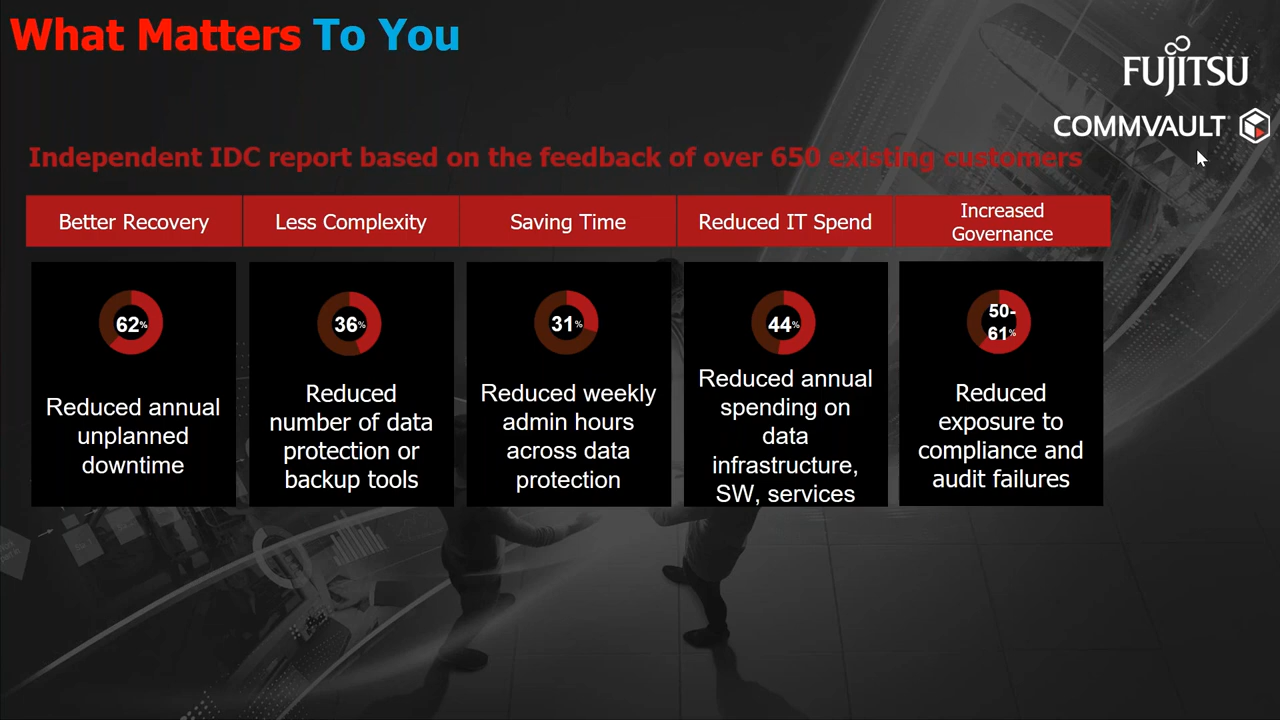 What Matters To You
FUJITSU
COMMVAULT
Independent IDC report based on the feedback of over 650 existing customers
Better Recovery
Less Complexity
Saving Time
Reduced IT Spend
Increased
Governance
62%
Reduced annual
unplanned
downtime
36%
Reduced
number of data
protection or
backup tools
31%
Reduced weekly
admin hours
across data
protection
44%
Reduced annual
spending on
data
infrastructure,
SW, services
50-
61%
Reduced
exposure to
compliance and
audit failures